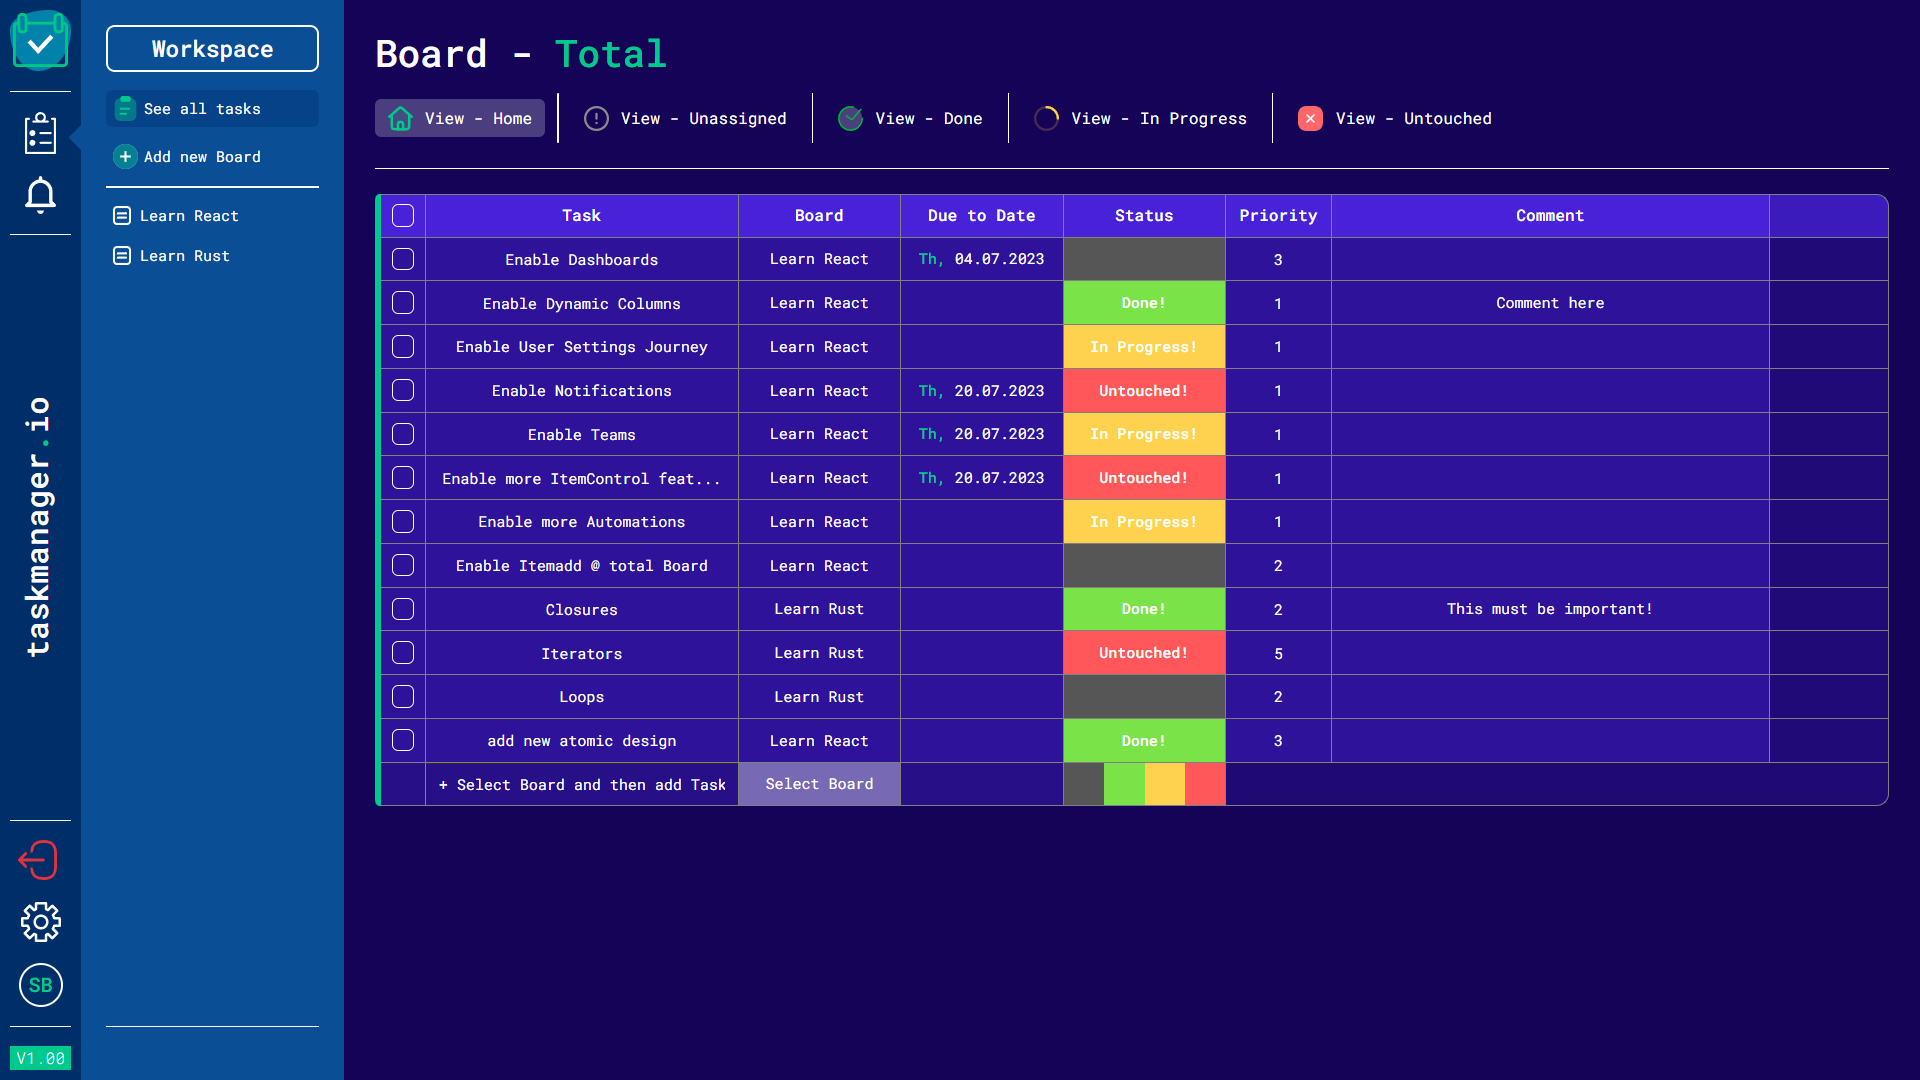 Workspace
See all tasks
Add new Board
Learn React
Learn Rust
taskmanager.io
SB
V1.00
Board - Total
View - Home
View - Unassigned
View - Done
View - In Progress
View - Untouched
Task Board Due to Date Status Priority Comment
Enable Dashboards Learn React Th, 04.07.2023 3
Enable Dynamic Columns Learn React Done! 1 Comment here
Enable User Settings Journey Learn React In Progress! 1
Enable Notifications Learn React Th, 20.07.2023 Untouched! 1
Enable Teams Learn React Th, 20.07.2023 In Progress! 1
Enable more ItemControl feat... Learn React Th, 20.07.2023 Untouched! 1
Enable more Automations Learn React In Progress! 1
Enable Itemadd @ total Board Learn React 2
Closures Learn Rust Done! 2 This must be important!
Iterators Learn Rust Untouched! 5
Loops Learn Rust 2
add new atomic design Learn React Done! 3
+ Select Board and then add Task Select Board